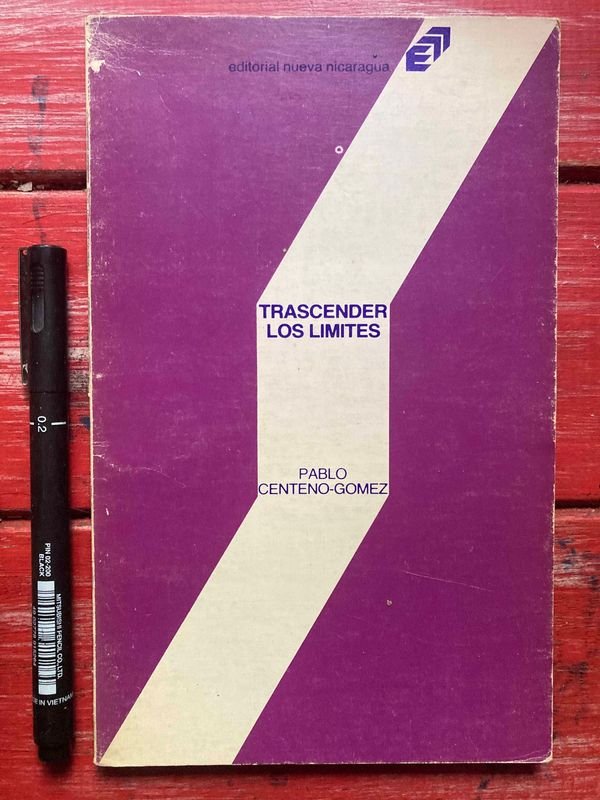 editorial nueva nicaragua
TRASCENDER
LOS LIMITES
PABLO
CENTENO-GOMEZ
0.2
PIN 02-200
BLACK
MITSUBISHI PENCIL CO., LTD.
IN VIETNAM